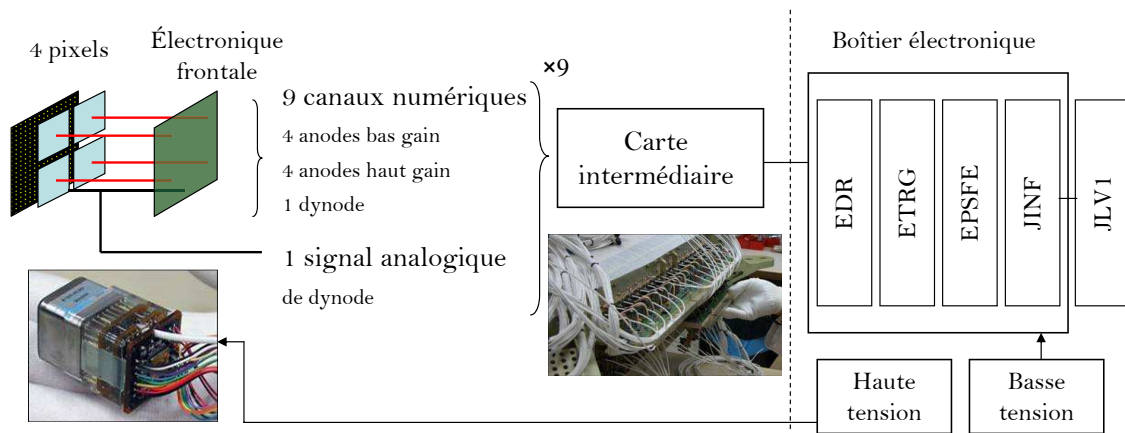 4 pixels
Électronique
frontale
9 canaux numériques
4 anodes bas gain
4 anodes haut gain
1 dynode
1 signal analogique
de dynode
×9
Carte
intermédiaire
Boîtier électronique
EDR
ETRG
EPSFE
JINF
JLV1
Haute
tension
Basse
tension